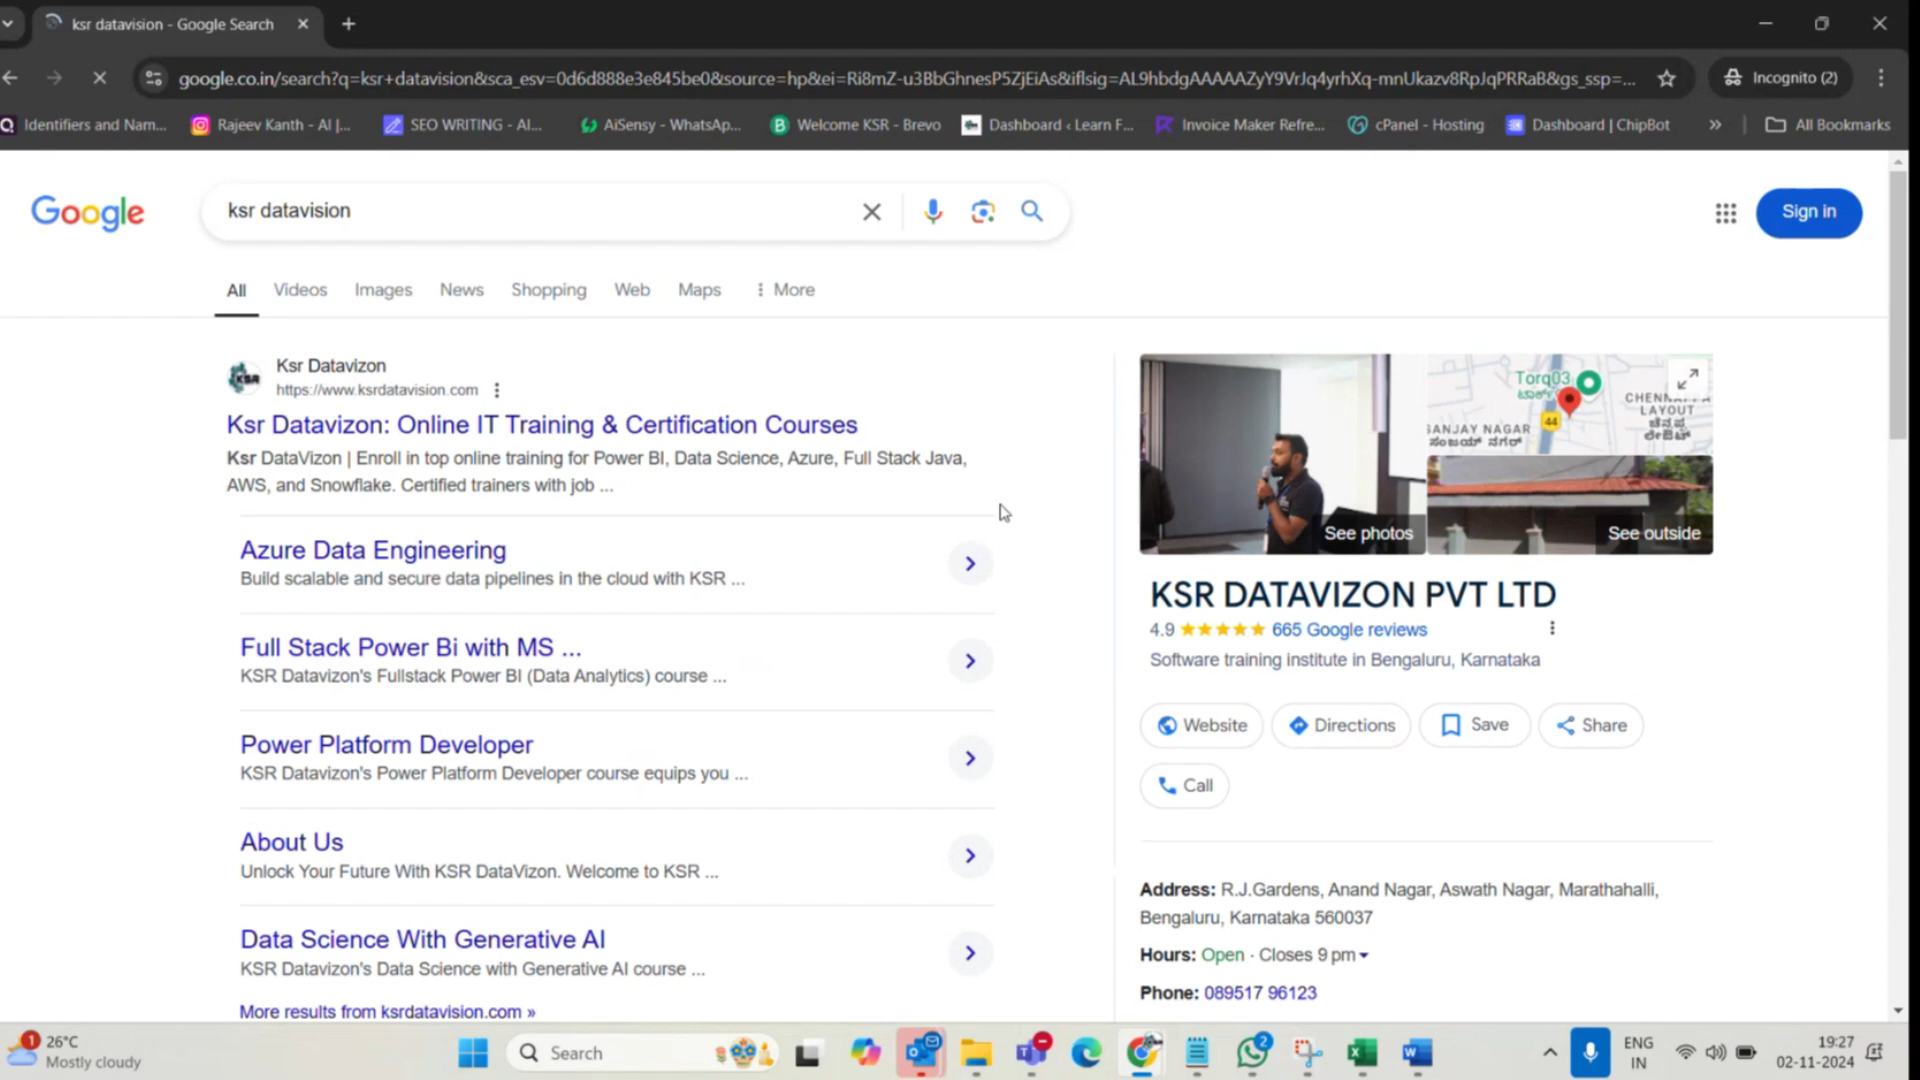 ksr datavision - Google Search
google.co.in/search?q=ksr+datavision&sca_esv=0d6d888e3e845be0&source=hp&ei=Ri8mZ-u3BbGhnesP5ZjEiAs&iflsig=AL9hbdgAAAAAZyY9VrJq4yrhXq-mnUkazv8RpJqPRRaB&gs_ssp=...
Incognito (2)
Identifiers and Nam...
Rajeev Kanth - AI |...
SEO WRITING - AI...
AiSensy - WhatsAp...
Welcome KSR - Brevo
Dashboard ‹ Learn F...
Invoice Maker Refre...
cPanel - Hosting
Dashboard | ChipBot
»
All Bookmarks
Google
ksr datavision
Sign in
All
Videos
Images
News
Shopping
Web
Maps
More
KSR
Ksr Datavizon
https://www.ksrdatavision.com
Ksr Datavizon: Online IT Training & Certification Courses
Ksr DataVizon | Enroll in top online training for Power BI, Data Science, Azure, Full Stack Java,
AWS, and Snowflake. Certified trainers with job ...
Azure Data Engineering
Build scalable and secure data pipelines in the cloud with KSR ...
Full Stack Power Bi with MS ...
KSR Datavizon's Fullstack Power BI (Data Analytics) course ...
Power Platform Developer
KSR Datavizon's Power Platform Developer course equips you ...
About Us
Unlock Your Future With KSR DataVizon. Welcome to KSR ...
Data Science With Generative AI
KSR Datavizon's Data Science with Generative AI course ...
More results from ksrdatavision.com »
See photos
Torq03
CHENNAPPA
LAYOUT
ಚೆನ್ನಪ್ಪ
ಲೇಔಟ್
44
SANJAY NAGAR
ಸಂಜಯ್ ನಗರ್
See outside
KSR DATAVIZON PVT LTD
4.9
665 Google reviews
Software training institute in Bengaluru, Karnataka
Website
Directions
Save
Share
Call
Address: R.J.Gardens, Anand Nagar, Aswath Nagar, Marathahalli,
Bengaluru, Karnataka 560037
Hours: Open · Closes 9 pm
Phone: 089517 96123
1
26°C
Mostly cloudy
Search
2
ENG
IN
19:27
02-11-2024